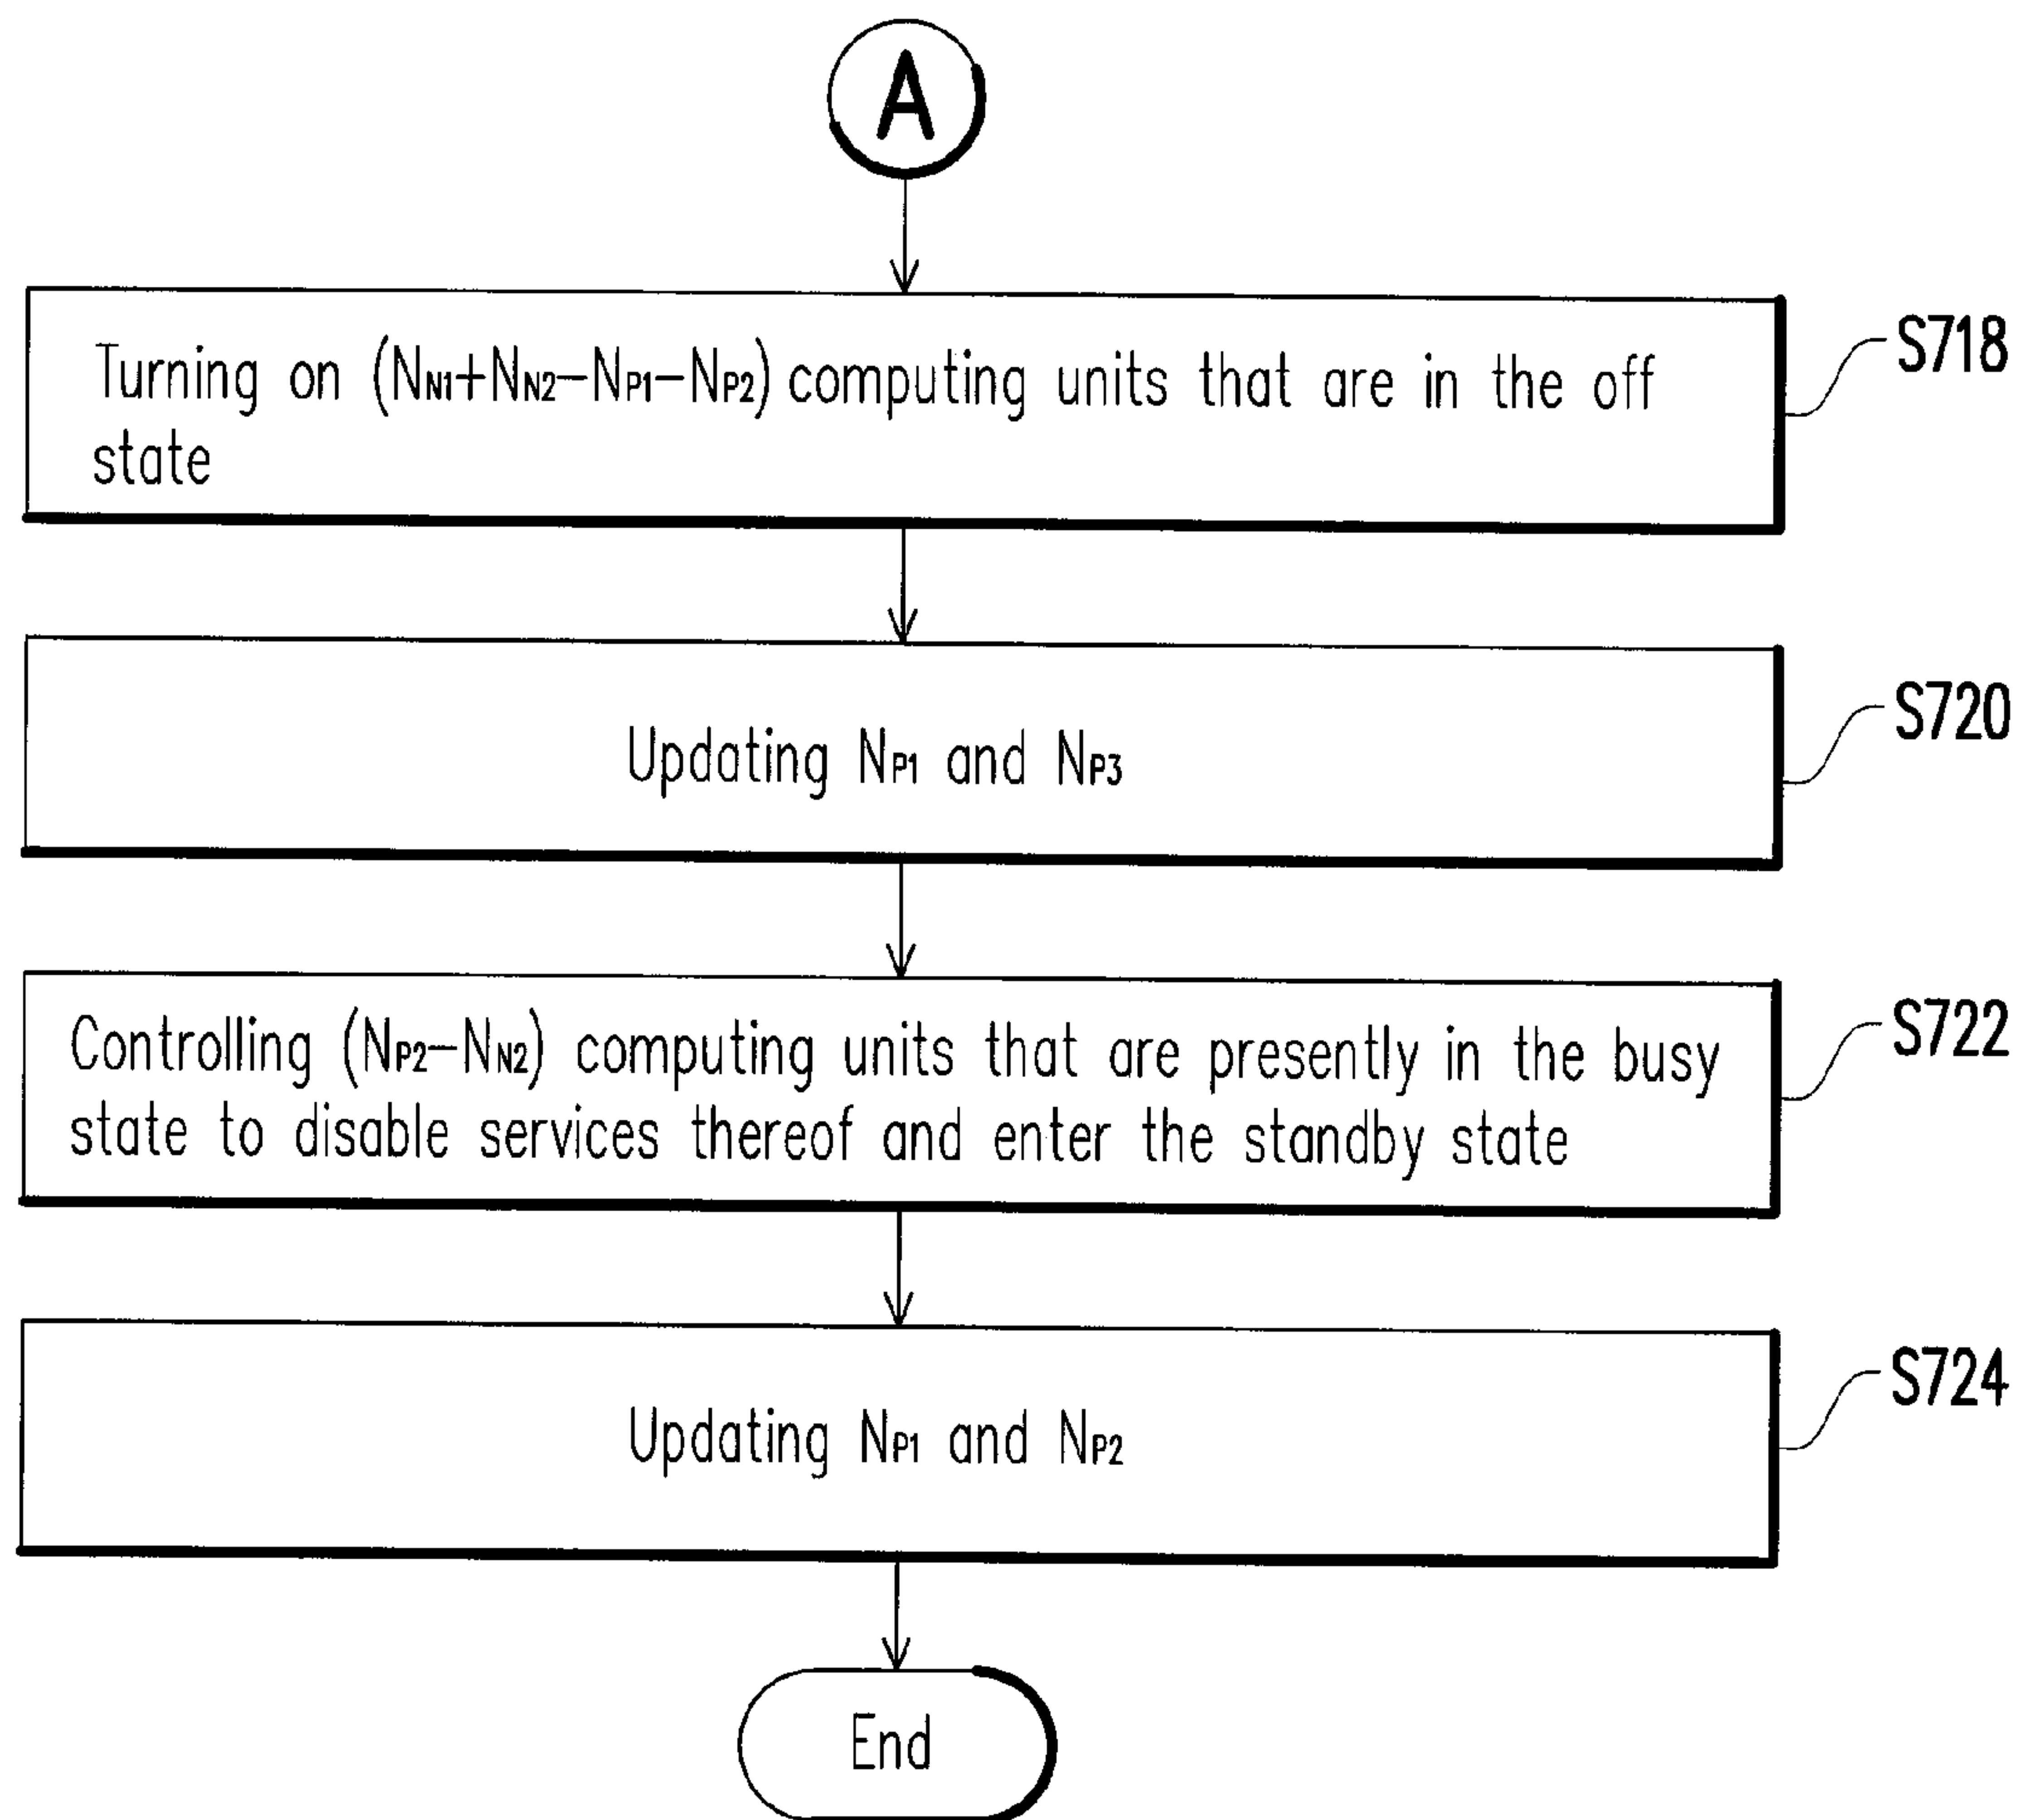 A
Turning on (NN1+NN2−NP1−NP2) computing units that are in the off
state
S718
Updating NP1 and NP3
S720
Controlling (NP2−NN2) computing units that are presently in the busy
state to disable services thereof and enter the standby state
S722
Updating NP1 and NP2
S724
End